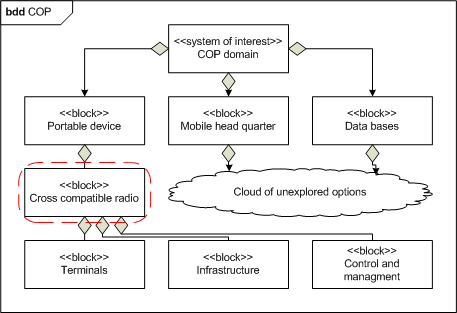 bdd COP
<<system of interest>>
COP domain
<<block>>
Portable device
<<block>>
Mobile head quarter
<<block>>
Data bases
<<block>>
Cross compatible radio
Cloud of unexplored options
<<block>>
Terminals
<<block>>
Infrastructure
<<block>>
Control and
managment